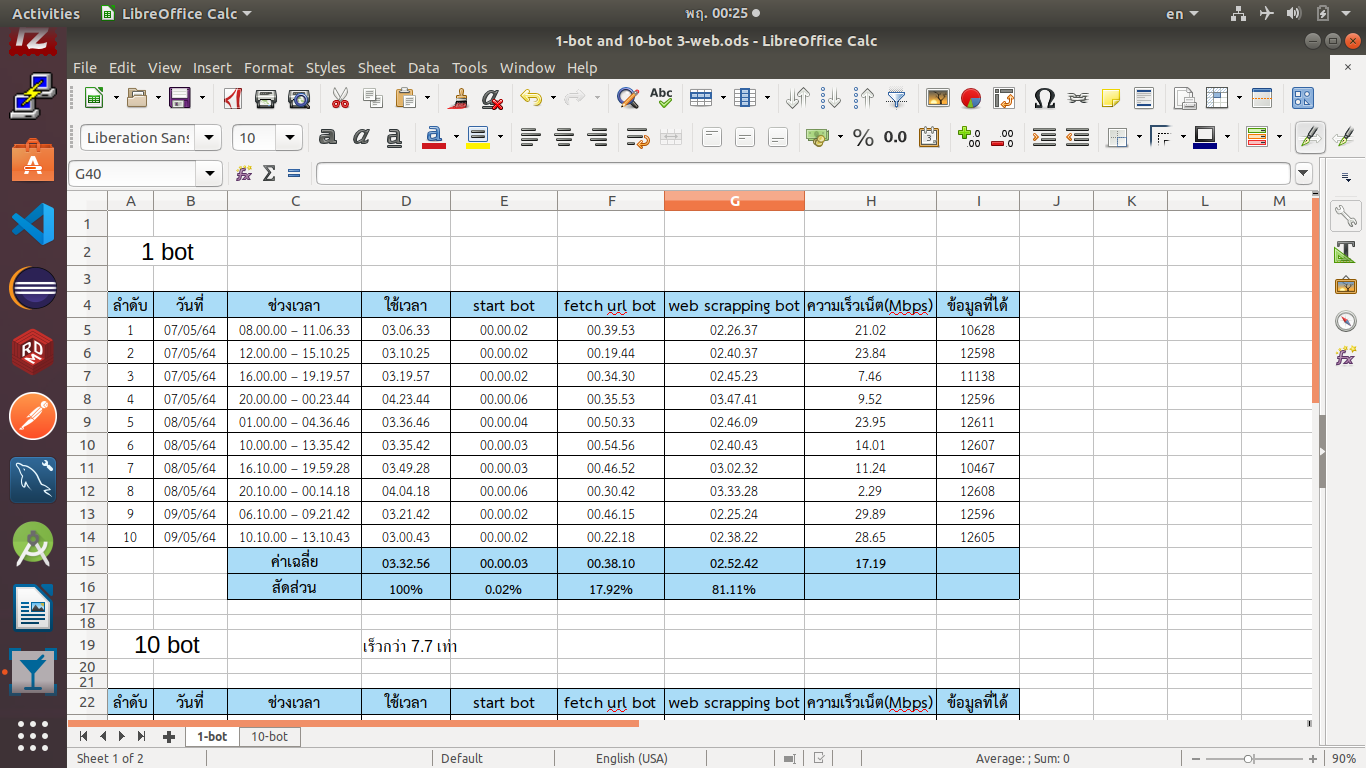 Activities LibreOffice Calc พฤ. 00:25 en
1-bot and 10-bot 3-web.ods - LibreOffice Calc
File Edit View Insert Format Styles Sheet Data Tools Window Help
Liberation Sans 10
G40
A B C D E F G H I J K L M
1
2 1 bot
3
4 ลำดับ วันที่ ช่วงเวลา ใช้เวลา start bot fetch url bot web scrapping bot ความเร็วเน็ต(Mbps) ข้อมูลที่ได้
5 1 07/05/64 08.00.00 – 11.06.33 03.06.33 00.00.02 00.39.53 02.26.37 21.02 10628
6 2 07/05/64 12.00.00 – 15.10.25 03.10.25 00.00.02 00.19.44 02.40.37 23.84 12598
7 3 07/05/64 16.00.00 – 19.19.57 03.19.57 00.00.02 00.34.30 02.45.23 7.46 11138
8 4 07/05/64 20.00.00 – 00.23.44 04.23.44 00.00.06 00.35.53 03.47.41 9.52 12596
9 5 08/05/64 01.00.00 – 04.36.46 03.36.46 00.00.04 00.50.33 02.46.09 23.95 12611
10 6 08/05/64 10.00.00 – 13.35.42 03.35.42 00.00.03 00.54.56 02.40.43 14.01 12607
11 7 08/05/64 16.10.00 – 19.59.28 03.49.28 00.00.03 00.46.52 03.02.32 11.24 10467
12 8 08/05/64 20.10.00 – 00.14.18 04.04.18 00.00.06 00.30.42 03.33.28 2.29 12608
13 9 09/05/64 06.10.00 – 09.21.42 03.21.42 00.00.02 00.46.15 02.25.24 29.89 12596
14 10 09/05/64 10.10.00 – 13.10.43 03.00.43 00.00.02 00.22.18 02.38.22 28.65 12605
15 ค่าเฉลี่ย 03.32.56 00.00.03 00.38.10 02.52.42 17.19
16 สัดส่วน 100% 0.02% 17.92% 81.11%
17
18
19 10 bot เร็วกว่า 7.7 เท่า
20
21
22 ลำดับ วันที่ ช่วงเวลา ใช้เวลา start bot fetch url bot web scrapping bot ความเร็วเน็ต(Mbps) ข้อมูลที่ได้
1-bot 10-bot
Sheet 1 of 2 Default English (USA) Average: ; Sum: 0 90%